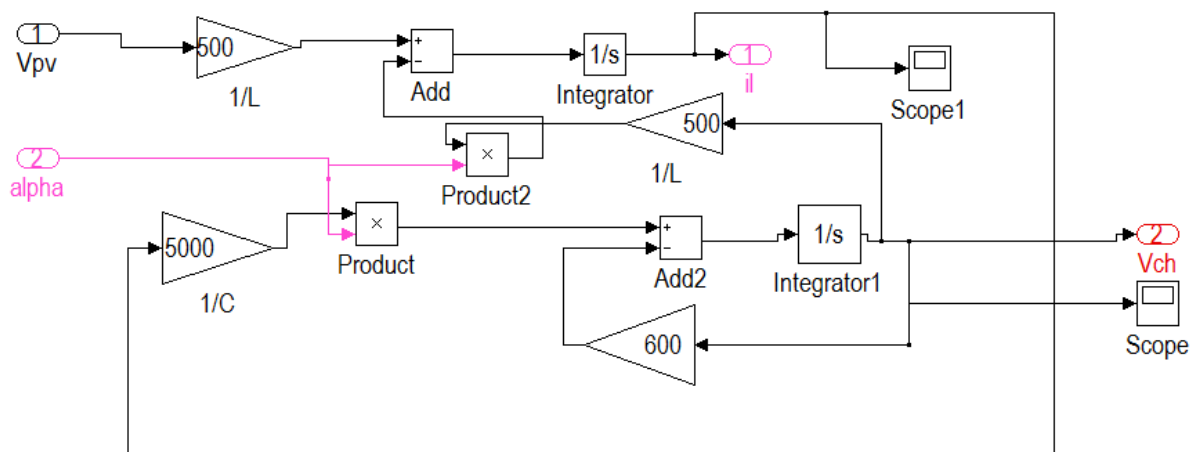 1
Vpv
500
1/L
+
−
Add
1/s
Integrator
1
il
Scope1
2
alpha
×
Product2
500
1/L
5000
1/C
×
Product
+
−
Add2
1/s
Integrator1
2
Vch
600
Scope